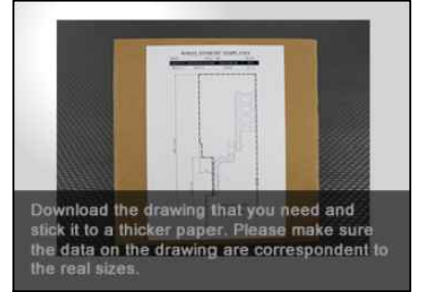 Download the drawing that you need and
stick it to a thicker paper. Please make sure
the data on the drawing are correspondent to
the real sizes.